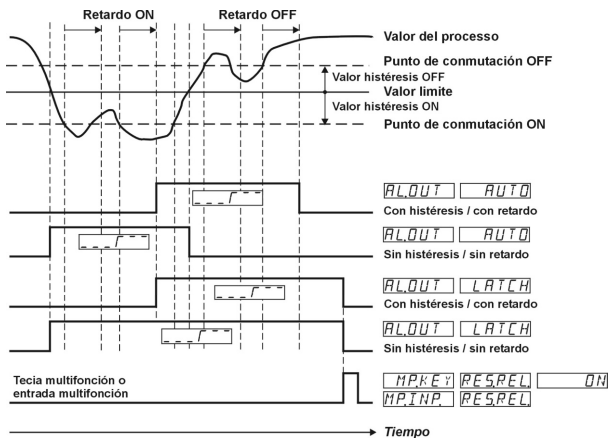 Retardo ON Retardo OFF
Valor del processo
Punto de conmutación OFF
Valor histéresis OFF
Valor limite
Valor histéresis ON
Punto de conmutación ON
AL.OUT AUTO
Con histéresis / con retardo
AL.OUT AUTO
Sin histéresis / sin retardo
AL.OUT LATCH
Con histéresis / con retardo
AL.OUT LATCH
Sin histéresis / sin retardo
Tecia multifonción o
entrada multifonción
MP.KEY RES.REL. ON
MP.INP. RES.REL.
Tiempo